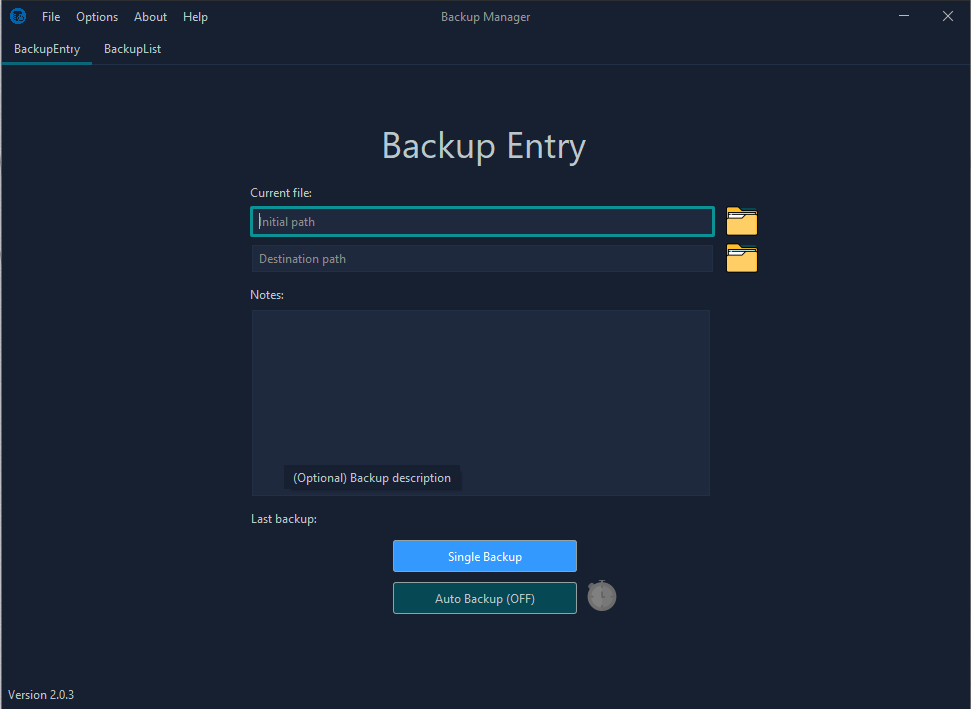 File Options About Help Backup Manager
BackupEntry BackupList
Backup Entry
Current file:
Initial path
Destination path
Notes:
(Optional) Backup description
Last backup:
Single Backup
Auto Backup (OFF)
Version 2.0.3